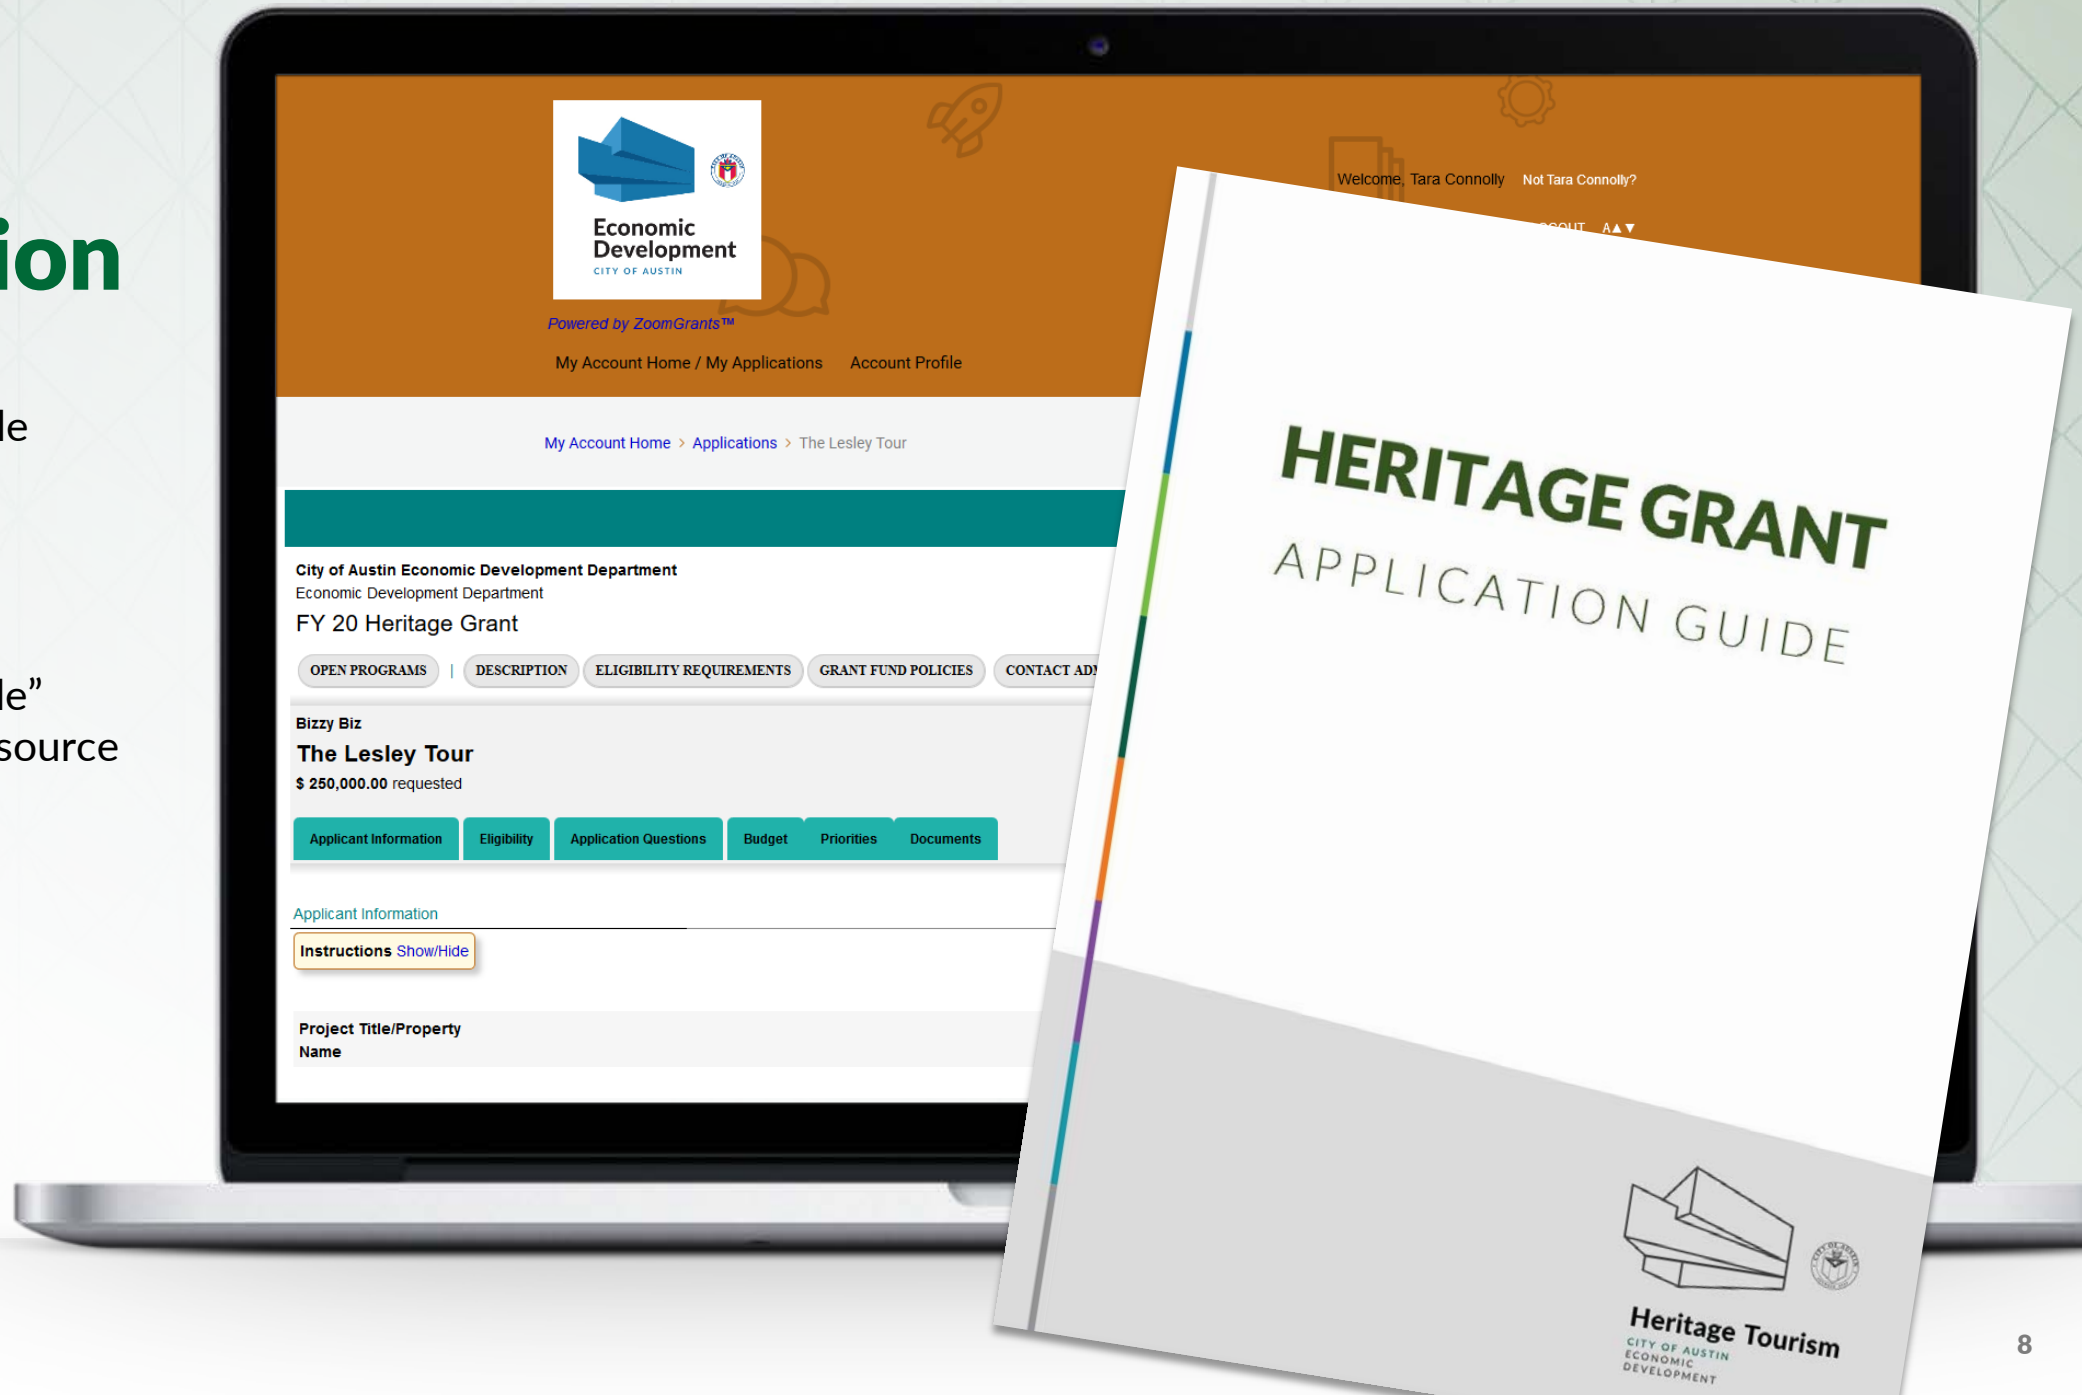 ion
le
le”
source
Economic
Development
CITY OF AUSTIN
Powered by ZoomGrants™
Welcome, Tara Connolly Not Tara Connolly?
A▲▼
My Account Home / My Applications Account Profile
My Account Home > Applications > The Lesley Tour
City of Austin Economic Development Department
Economic Development Department
FY 20 Heritage Grant
OPEN PROGRAMS | DESCRIPTION ELIGIBILITY REQUIREMENTS GRANT FUND POLICIES CONTACT
Bizzy Biz
The Lesley Tour
$ 250,000.00 requested
Applicant Information Eligibility Application Questions Budget Priorities Documents
Applicant Information
Instructions Show/Hide
Project Title/Property
Name
HERITAGE GRANT
APPLICATION GUIDE
Heritage Tourism
CITY OF AUSTIN
ECONOMIC
DEVELOPMENT
8